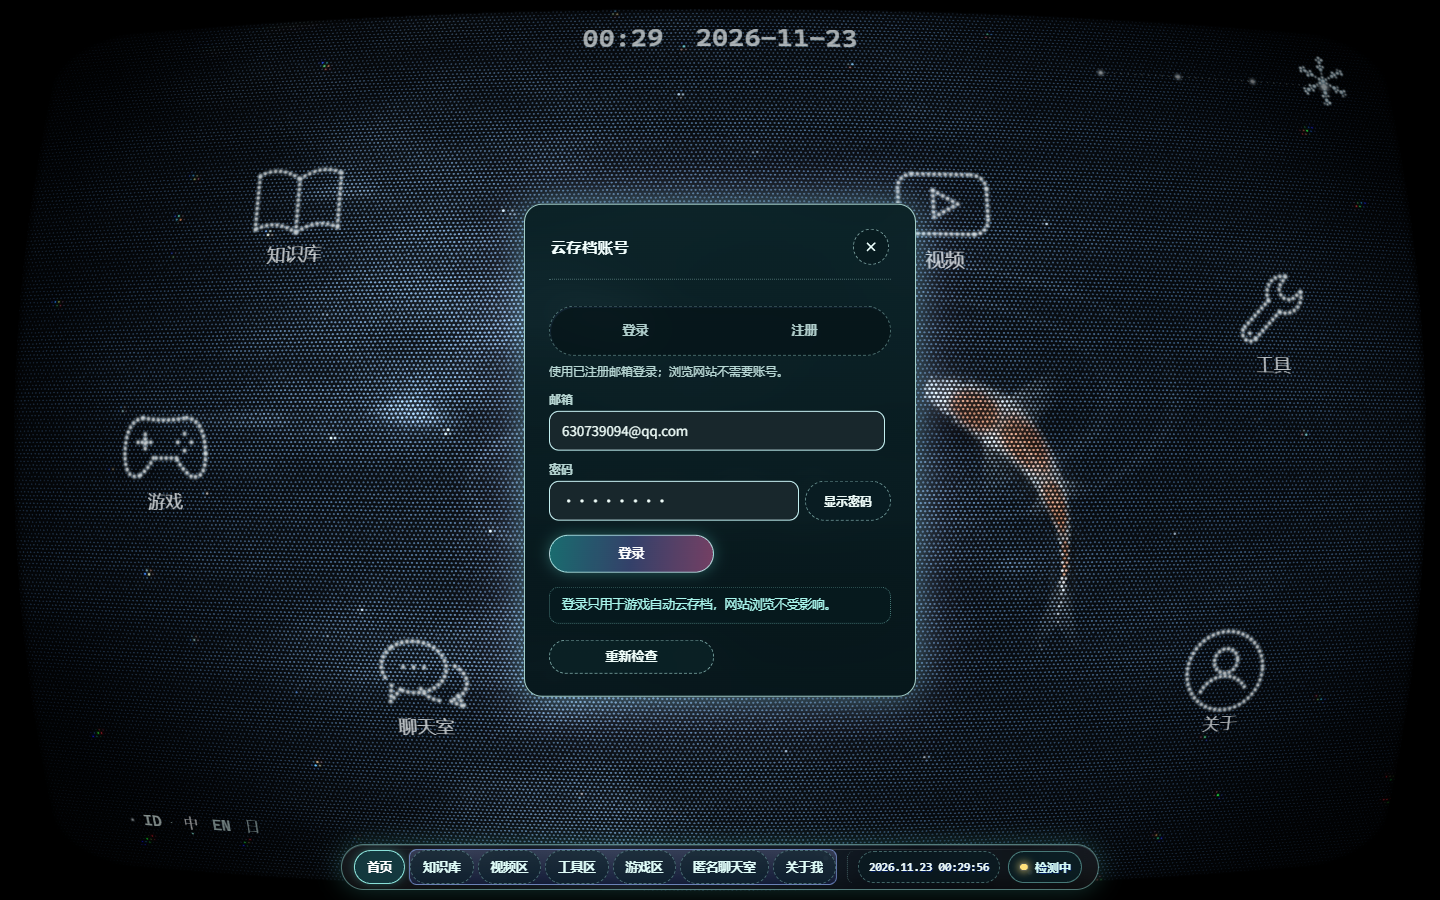 00:29 2026-11-23
知识库
视频
工具
游戏
聊天室
关于
云存档账号
×
登录 注册
使用已注册邮箱登录；浏览网站不需要账号。
邮箱
630739094@qq.com
密码
显示密码
登录
登录只用于游戏自动云存档，网站浏览不受影响。
重新检查
· ID · 中 EN 日
首页 知识库 视频区 工具区 游戏区 匿名聊天室 关于我 2026.11.23 00:29:56 检测中